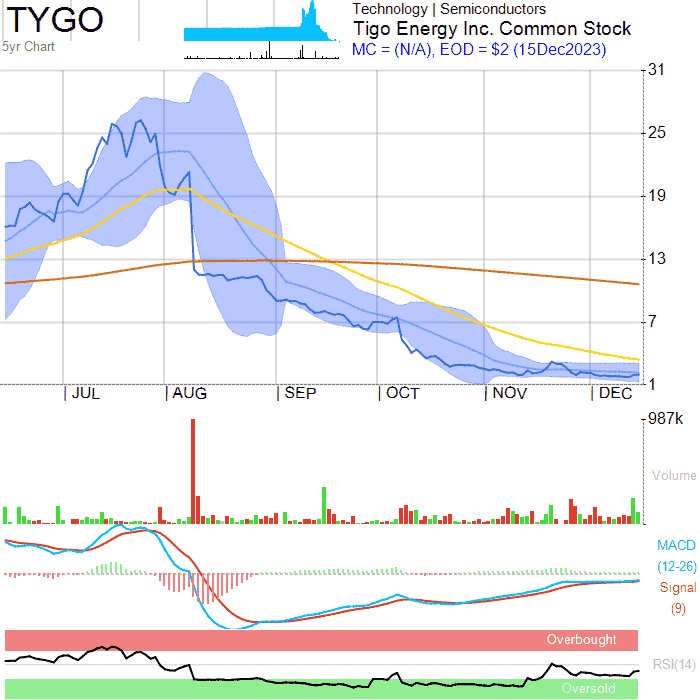 TYGO
5yr Chart
Technology | Semiconductors
Tigo Energy Inc. Common Stock
MC = (N/A), EOD = $2 (15Dec2023)
31
25
19
13
7
1
JUL
AUG
SEP
OCT
NOV
DEC
987k
Volume
MACD
(12-26)
Signal
(9)
Overbought
RSI(14)
Oversold